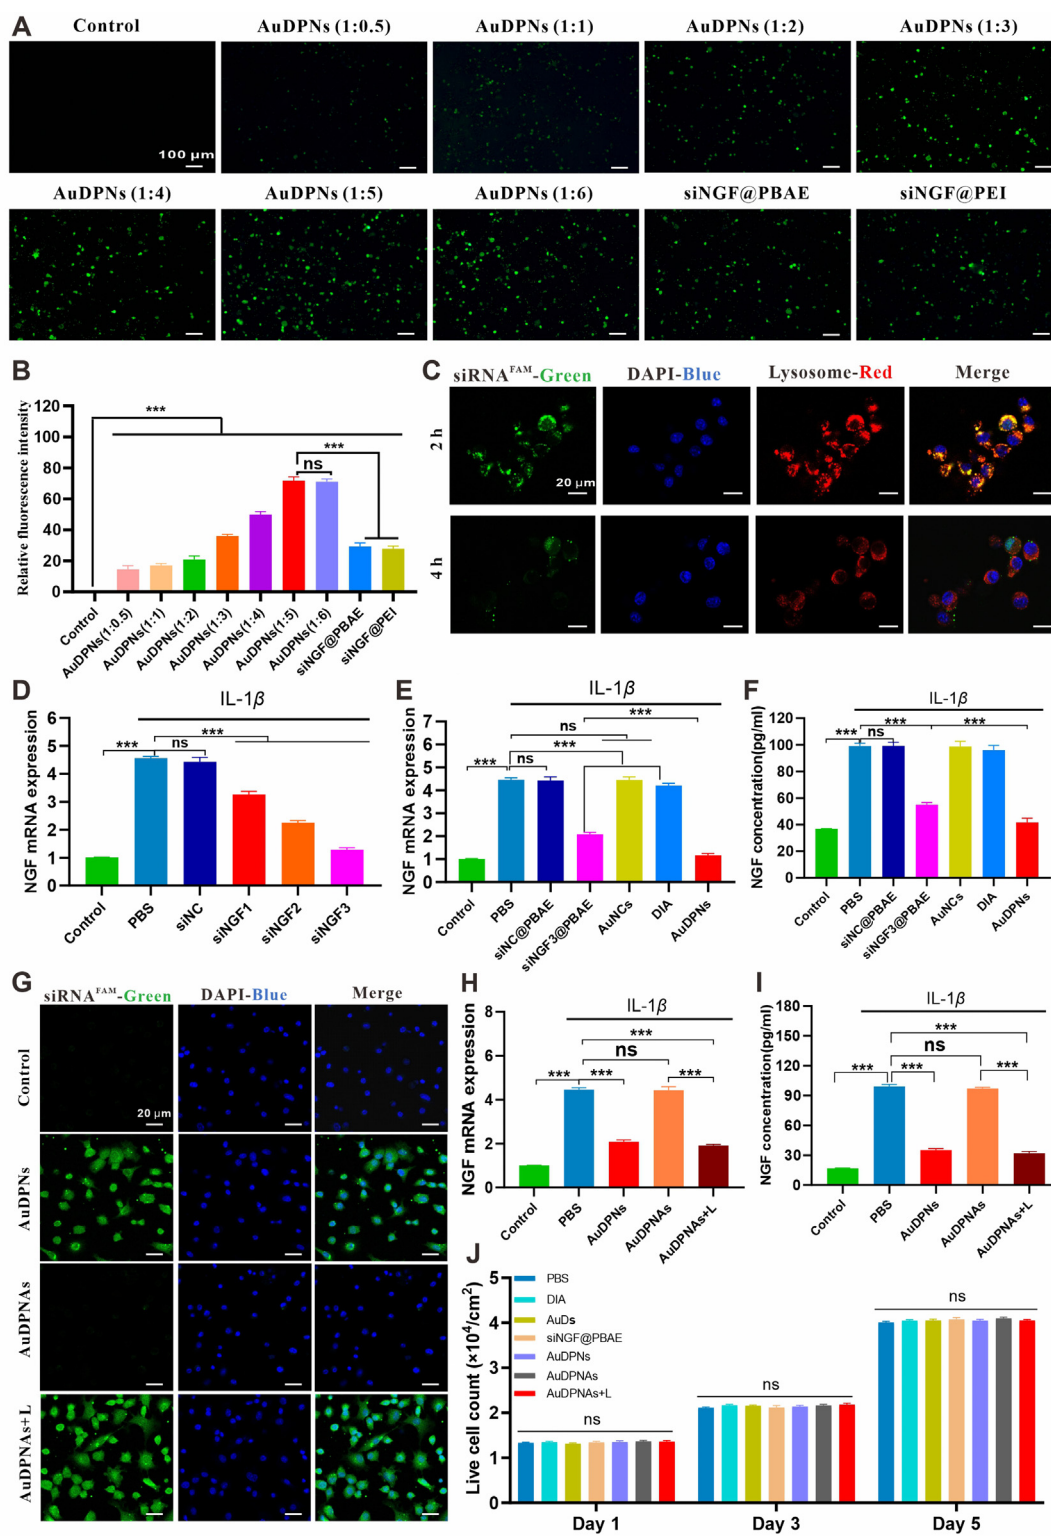 A
Control
AuDPNs (1:0.5)
AuDPNs (1:1)
AuDPNs (1:2)
AuDPNs (1:3)
100 μm
AuDPNs (1:4)
AuDPNs (1:5)
AuDPNs (1:6)
siNGF@PBAE
siNGF@PEI
B
Relative fluorescence intensity
120
100
80
60
40
20
0
***
***
ns
Control
AuDPNs(1:0.5)
AuDPNs(1:1)
AuDPNs(1:2)
AuDPNs(1:3)
AuDPNs(1:4)
AuDPNs(1:5)
AuDPNs(1:6)
siNGF@PBAE
siNGF@PEI
C
siRNAFAM-Green
DAPI-Blue
Lysosome-Red
Merge
2 h
20 μm
4 h
D
IL-1β
NGF mRNA expression
6
5
4
3
2
1
0
***
ns
***
Control
PBS
siNC
siNGF1
siNGF2
siNGF3
E
IL-1β
NGF mRNA expression
7
6
5
4
3
2
1
0
***
ns
***
***
ns
Control
PBS
siNC@PBAE
siNGF3@PBAE
AuNCs
DIA
AuDPNs
F
IL-1β
NGF concentration(pg/ml)
120
100
80
60
40
20
0
***
ns
***
***
Control
PBS
siNC@PBAE
siNGF3@PBAE
AuNCs
DIA
AuDPNs
G
siRNAFAM-Green
DAPI-Blue
Merge
Control
20 μm
AuDPNs
AuDPNAs
AuDPNAs+L
H
IL-1β
NGF mRNA expression
8
6
4
2
0
***
ns
***
***
***
Control
PBS
AuDPNs
AuDPNAs
AuDPNAs+L
I
IL-1β
NGF concentration(pg/ml)
180
150
120
90
60
30
0
***
ns
***
***
***
Control
PBS
AuDPNs
AuDPNAs
AuDPNAs+L
J
Live cell count (×10⁴/cm²)
5
4
3
2
1
0
PBS
DIA
AuDs
siNGF@PBAE
AuDPNs
AuDPNAs
AuDPNAs+L
ns
ns
ns
Day 1
Day 3
Day 5